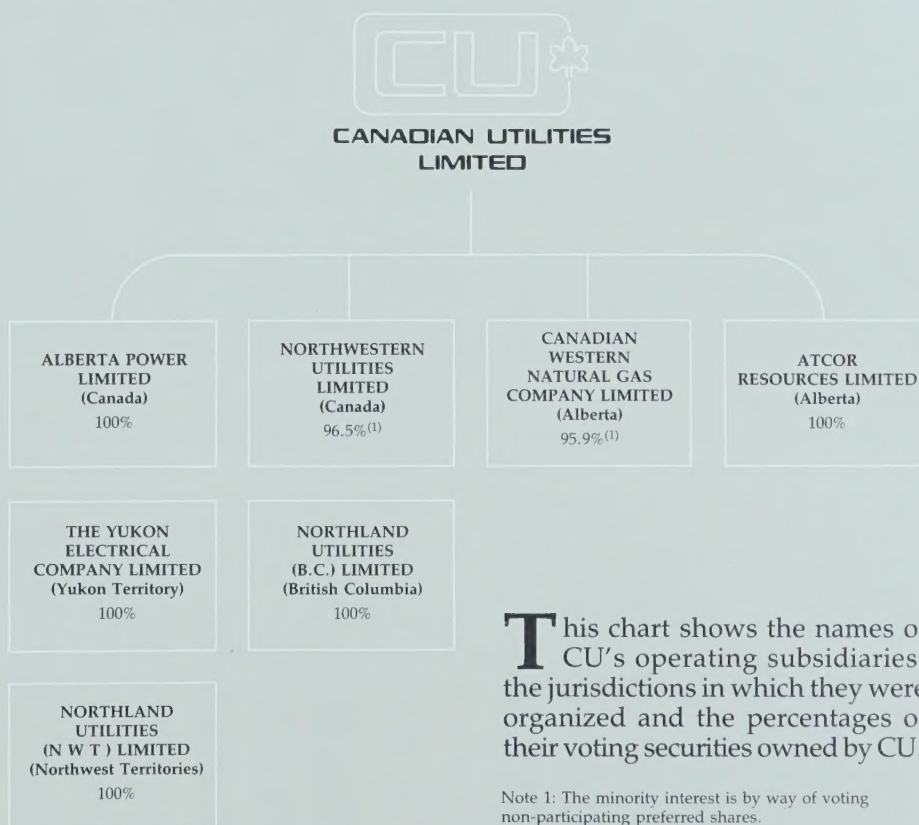 CU
CANADIAN UTILITIES
LIMITED
ALBERTA POWER
LIMITED
(Canada)
100%
NORTHWESTERN
UTILITIES
LIMITED
(Canada)
96.5%(1)
CANADIAN
WESTERN
NATURAL GAS
COMPANY LIMITED
(Alberta)
95.9%(1)
ATCOR
RESOURCES LIMITED
(Alberta)
100%
THE YUKON
ELECTRICAL
COMPANY LIMITED
(Yukon Territory)
100%
NORTHLAND
UTILITIES
(B.C.) LIMITED
(British Columbia)
100%
NORTHLAND
UTILITIES
(N W T ) LIMITED
(Northwest Territories)
100%
This chart shows the names o
CU's operating subsidiaries
the jurisdictions in which they were
organized and the percentages o
their voting securities owned by CU
Note 1: The minority interest is by way of voting
non-participating preferred shares.